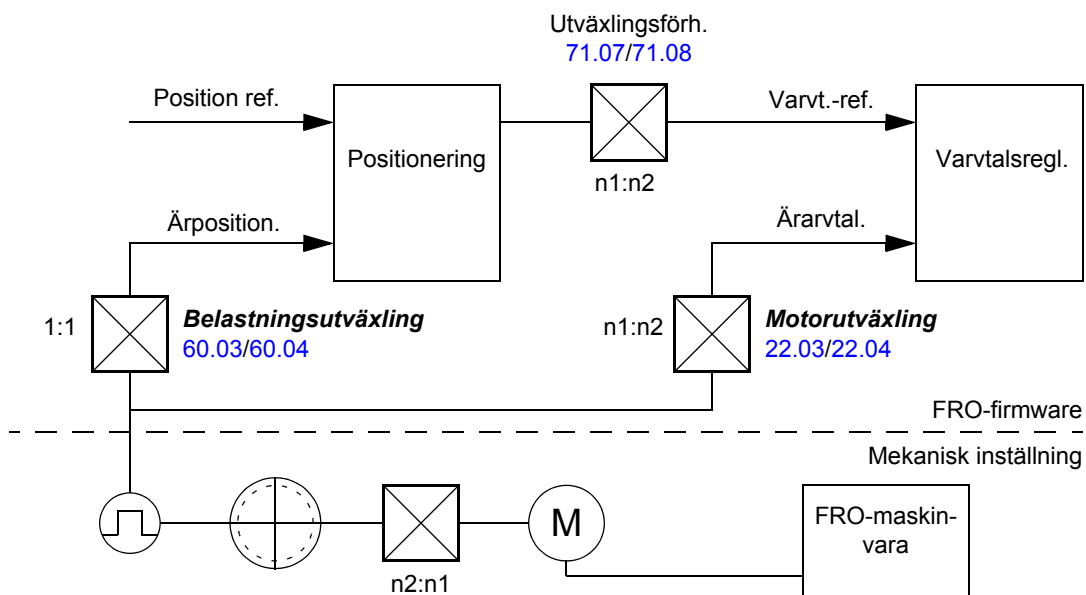 Utväxlingsförh.
71.07/71.08
Position ref.
Varvt.-ref.
Positionering
Varvtalsregl.
n1:n2
Ärposition.
Ärarvtal.
1:1
Belastningsutväxling
60.03/60.04
n1:n2
Motorutväxling
22.03/22.04
FRO-firmware
Mekanisk inställning
M
FRO-maskin-
vara
n2:n1